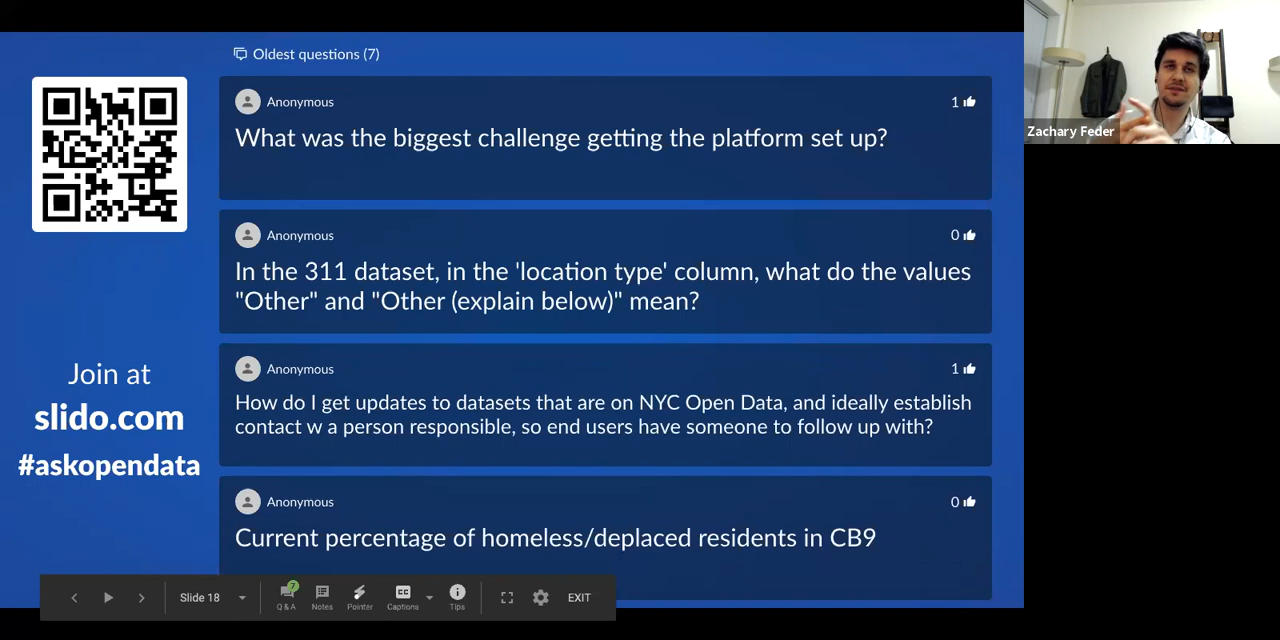 Oldest questions (7)
Anonymous
1
What was the biggest challenge getting the platform set up?
Anonymous
0
In the 311 dataset, in the 'location type' column, what do the values
"Other" and "Other (explain below)" mean?
Anonymous
1
How do I get updates to datasets that are on NYC Open Data, and ideally establish
contact w a person responsible, so end users have someone to follow up with?
Anonymous
0
Current percentage of homeless/deplaced residents in CB9
Join at
slido.com
#askopendata
Slide 18
7
Q & A
Notes
Pointer
CC
Captions
Tips
EXIT
Zachary Feder